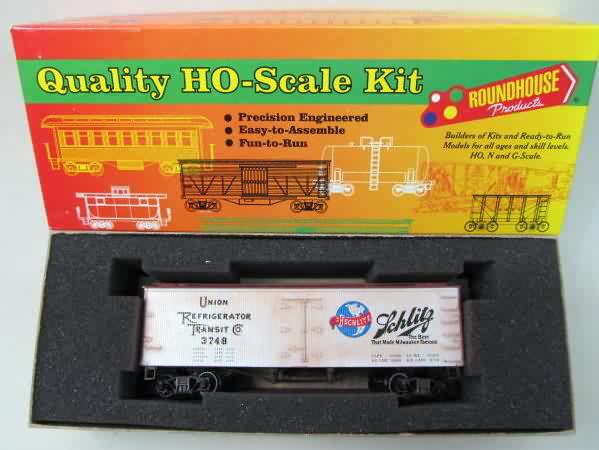 Quality HO-Scale Kit
ROUNDHOUSE
Products
®
• Precision Engineered
• Easy-to-Assemble
• Fun-to-Run
Builders of Kits and Ready-to-Run
Models for all ages and skill levels.
HO, N and G-Scale.
UNION
REFRIGERATOR
TRANSIT CO
3748
SCHLITZ
Schlitz
The Beer
That Made Milwaukee Famous